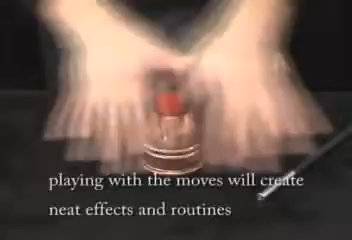 playing with the moves will create
neat effects and routines